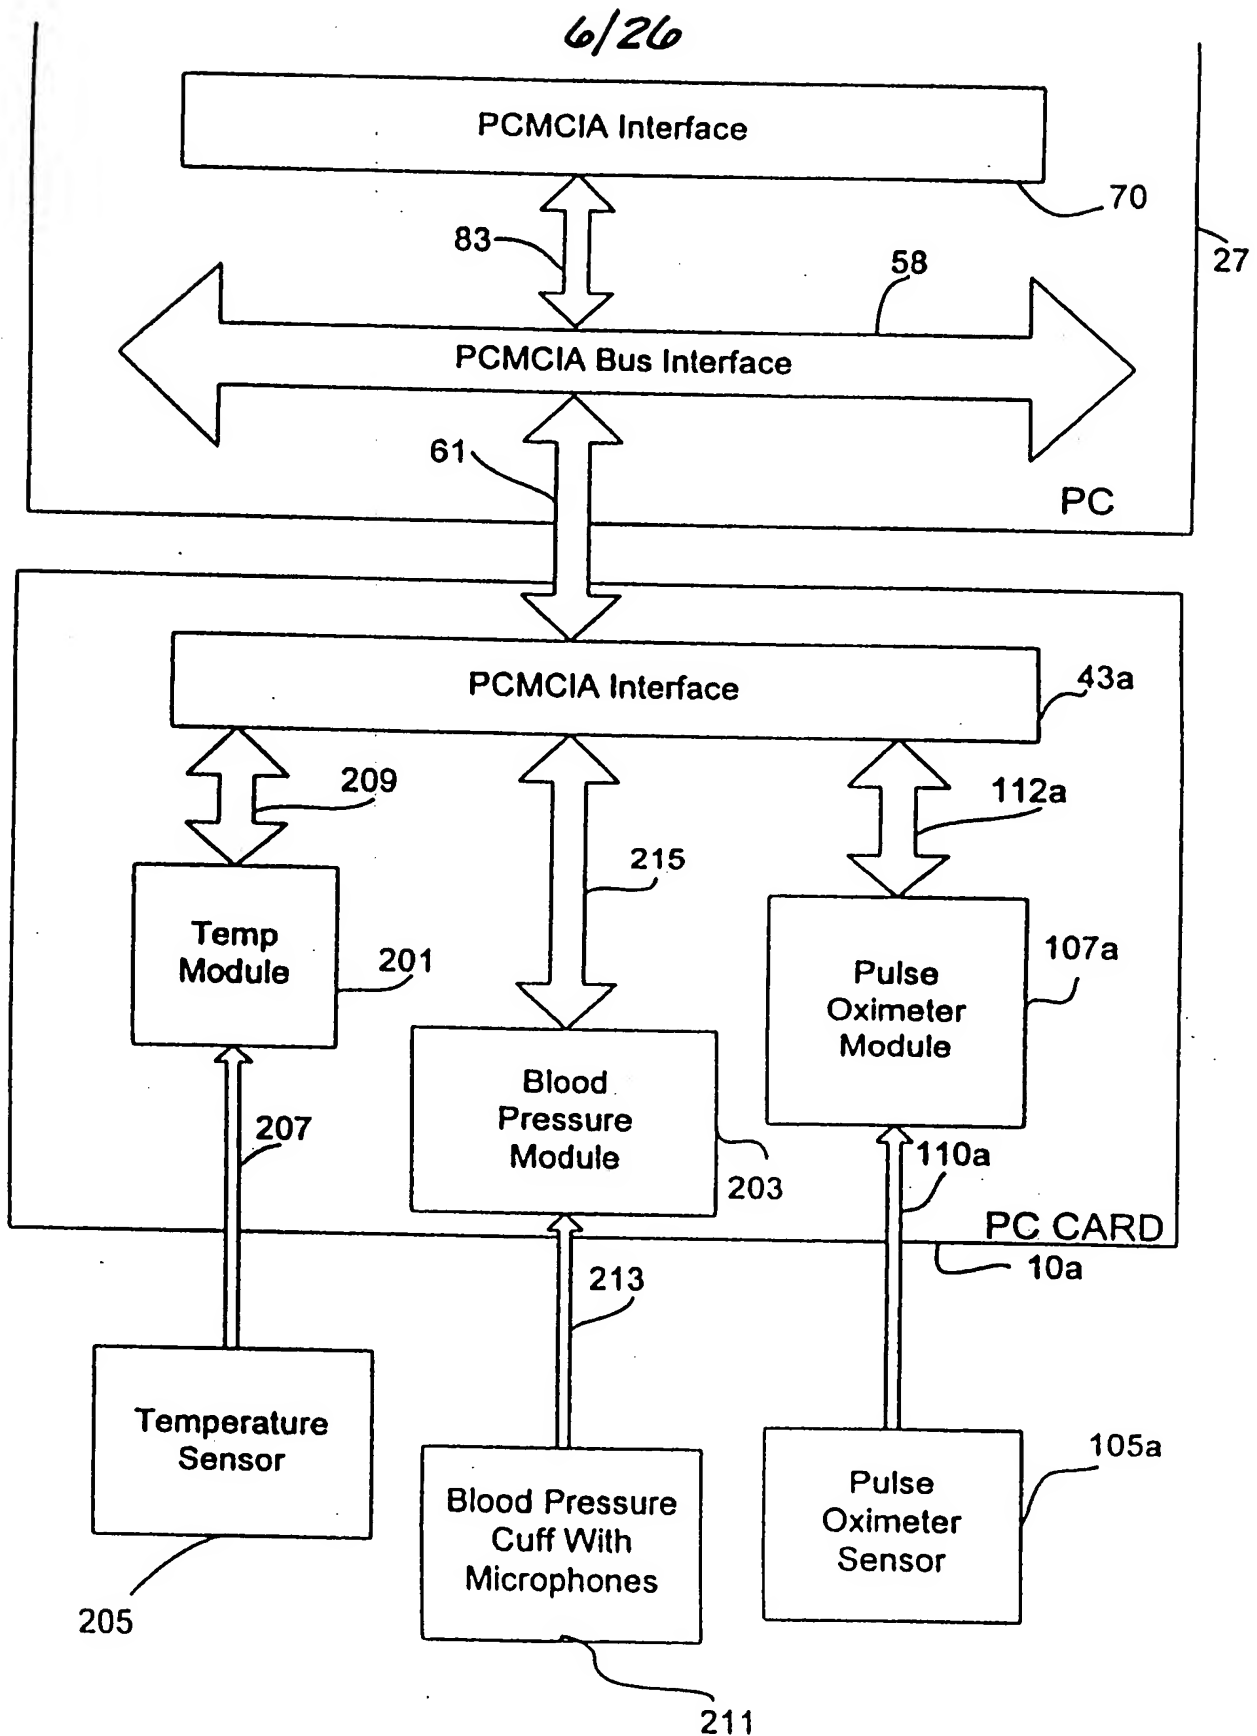 6/26
PCMCIA Interface
70
83
27
58
PCMCIA Bus Interface
61
PC
PCMCIA Interface
43a
209
112a
215
Temp
Module
201
107a
Pulse
Oximeter
Module
Blood
Pressure
Module
207
203
110a
PC CARD
10a
213
Temperature
Sensor
105a
Blood Pressure
Cuff With
Microphones
Pulse
Oximeter
Sensor
205
211